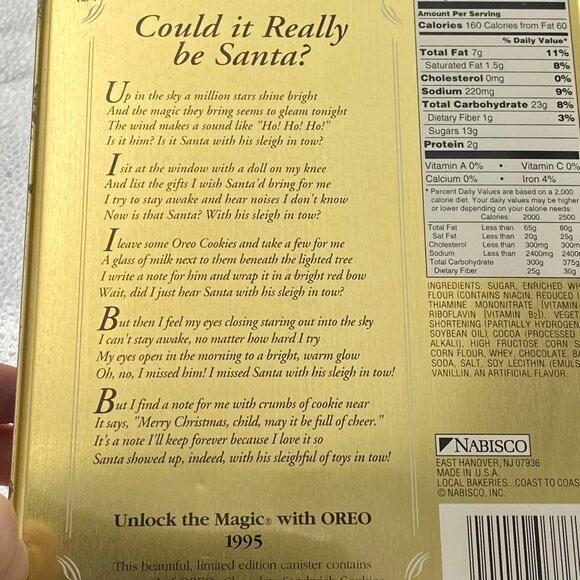 Could it Really
be Santa?
Up in the sky a million stars shine bright
And the magic they bring seems to gleam tonight
The wind makes a sound like "Ho! Ho! Ho!"
Is it him? Is it Santa with his sleigh in tow?
I sit at the window with a doll on my knee
And list the gifts I wish Santa'd bring for me
I try to stay awake and hear noises I don't know
Now is that Santa? With his sleigh in tow?
I leave some Oreo Cookies and take a few for me
A glass of milk next to them beneath the lighted tree
I write a note for him and wrap it in a bright red bow
Wait, did I just hear Santa with his sleigh in tow?
But then I feel my eyes closing staring out into the sky
I can't stay awake, no matter how hard I try
My eyes open in the morning to a bright, warm glow
Oh, no, I missed him! I missed Santa with his sleigh in tow!
But I find a note for me with crumbs of cookie near
It says, "Merry Christmas, child, may it be full of cheer."
It's a note I'll keep forever because I love it so
Santa showed up, indeed, with his sleighful of toys in tow!
Unlock the Magic® with OREO
1995
This beautiful, limited edition canister contains
Amount Per Serving
Calories 160 Calories from Fat 60
% Daily Value*
Total Fat 7g 11%
Saturated Fat 1.5g 8%
Cholesterol 0mg 0%
Sodium 220mg 9%
Total Carbohydrate 23g 8%
Dietary Fiber 1g 3%
Sugars 13g
Protein 2g
Vitamin A 0% • Vitamin C 0%
Calcium 0% • Iron 4%
* Percent Daily Values are based on a 2,000
calorie diet. Your daily values may be higher
or lower depending on your calorie needs:
Calories: 2000 2500
Total Fat Less than 65g 80g
Sat Fat Less than 20g 25g
Cholesterol Less than 300mg 300m
Sodium Less than 2400mg 2400
Total Carbohydrate 300g 375g
Dietary Fiber 25g 30g
INGREDIENTS: SUGAR, ENRICHED WH
FLOUR (CONTAINS NIACIN, REDUCED I
THIAMINE MONONITRATE [VITAMIN
RIBOFLAVIN [VITAMIN B2]), VEGET
SHORTENING (PARTIALLY HYDROGEN
SOYBEAN OIL) COCOA (PROCESSED
ALKALI), HIGH FRUCTOSE CORN S
CORN FLOUR, WHEY, CHOCOLATE, BA
SODA, SALT, SOY LECITHIN (EMULS
VANILLIN, AN ARTIFICIAL FLAVOR.
NABISCO
EAST HANOVER, NJ 07936
MADE IN U.S.A.
LOCAL BAKERIES...COAST TO COAS
© NABISCO, INC.